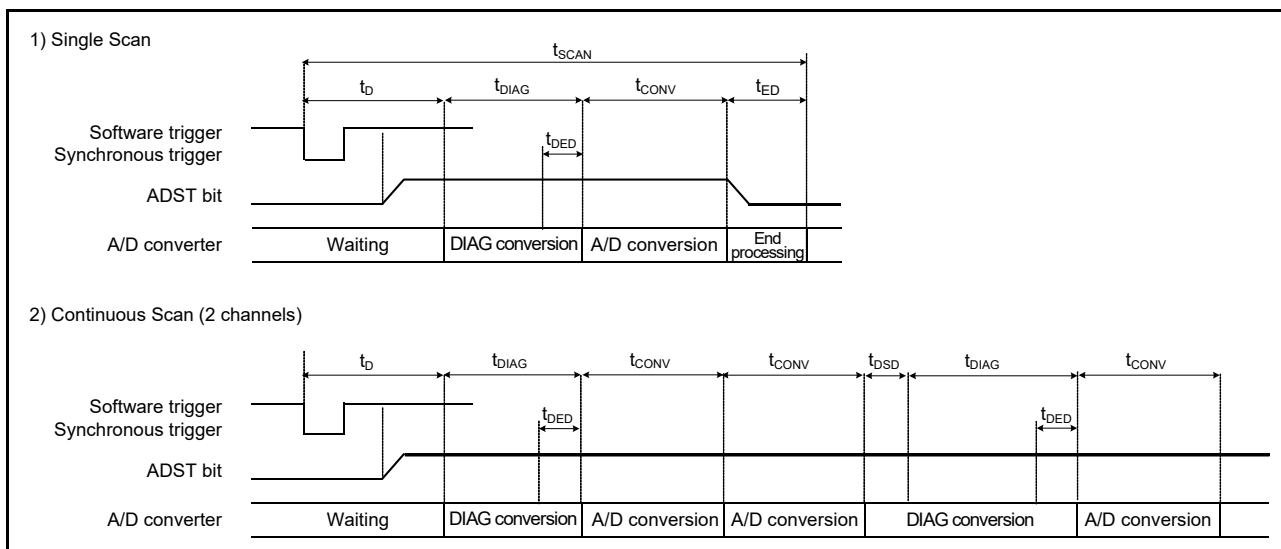 1) Single Scan
tSCAN
tD tDIAG tCONV tED
Software trigger
Synchronous trigger
tDED
ADST bit
A/D converter Waiting DIAG conversion A/D conversion End processing
2) Continuous Scan (2 channels)
tD tDIAG tCONV tCONV tDSD tDIAG tCONV
Software trigger
Synchronous trigger
tDED tDED
ADST bit
A/D converter Waiting DIAG conversion A/D conversion A/D conversion DIAG conversion A/D conversion